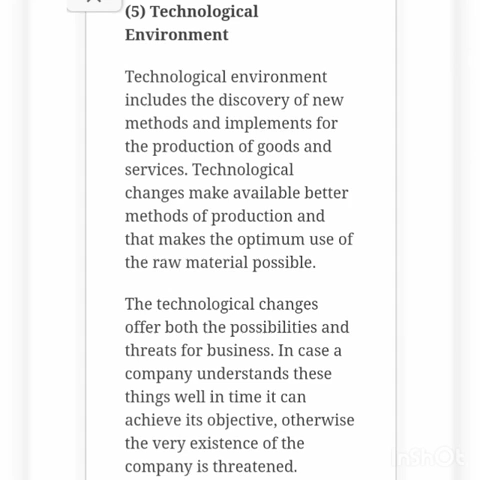 (5) Technological
Environment
Technological environment
includes the discovery of new
methods and implements for
the production of goods and
services. Technological
changes make available better
methods of production and
that makes the optimum use of
the raw material possible.
The technological changes
offer both the possibilities and
threats for business. In case a
company understands these
things well in time it can
achieve its objective, otherwise
the very existence of the
company is threatened.
InShOt